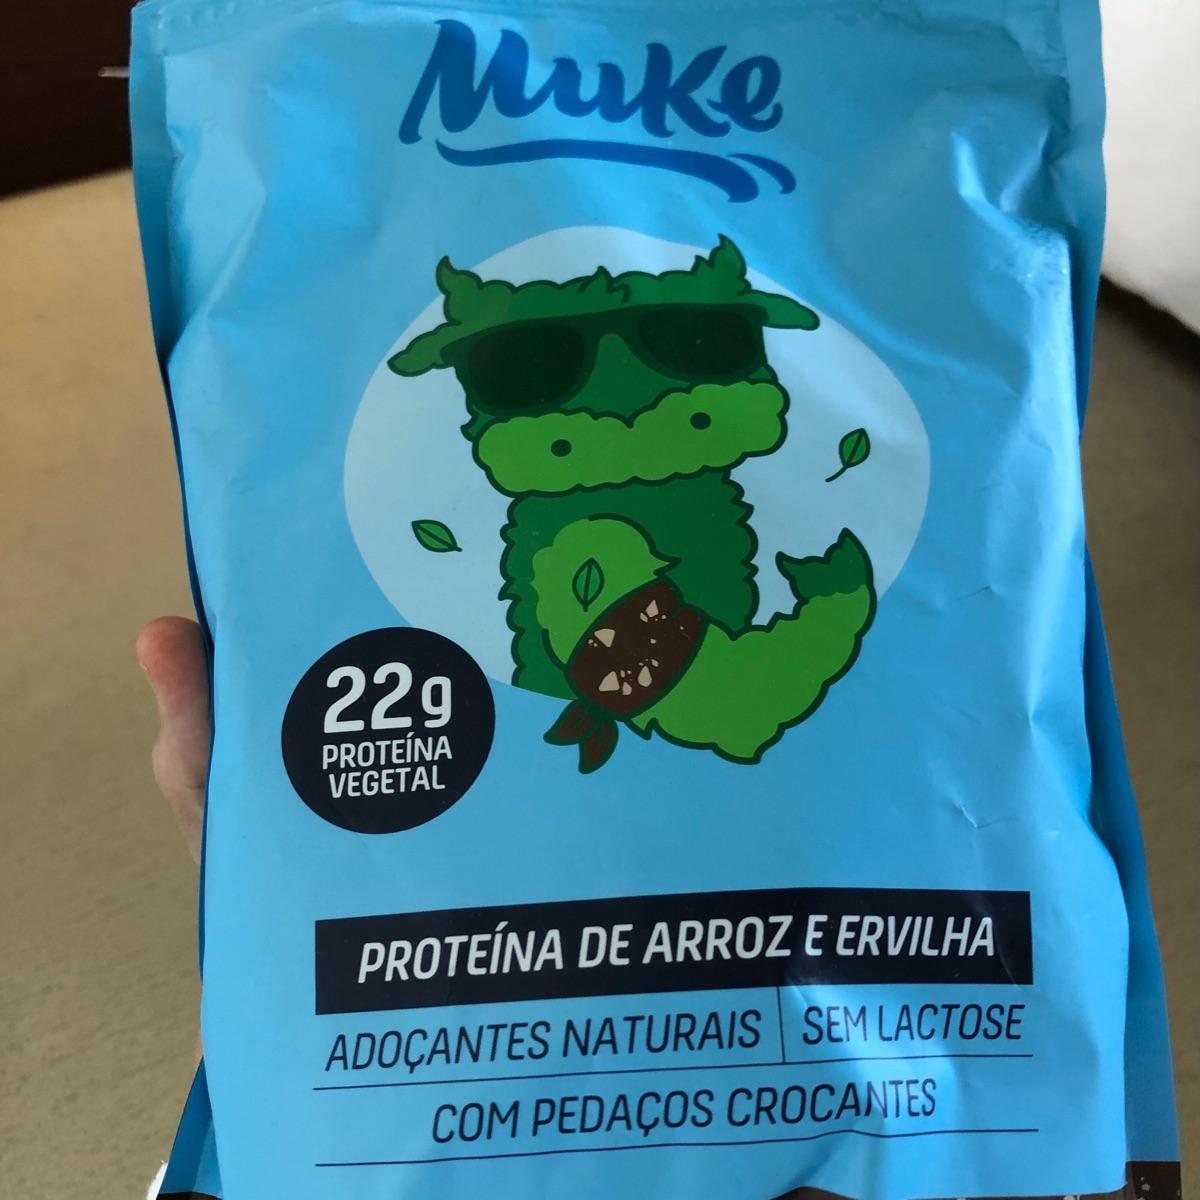 Muke
22g
PROTEÍNA
VEGETAL
PROTEÍNA DE ARROZ E ERVILHA
ADOÇANTES NATURAIS
SEM LACTOSE
COM PEDAÇOS CROCANTES